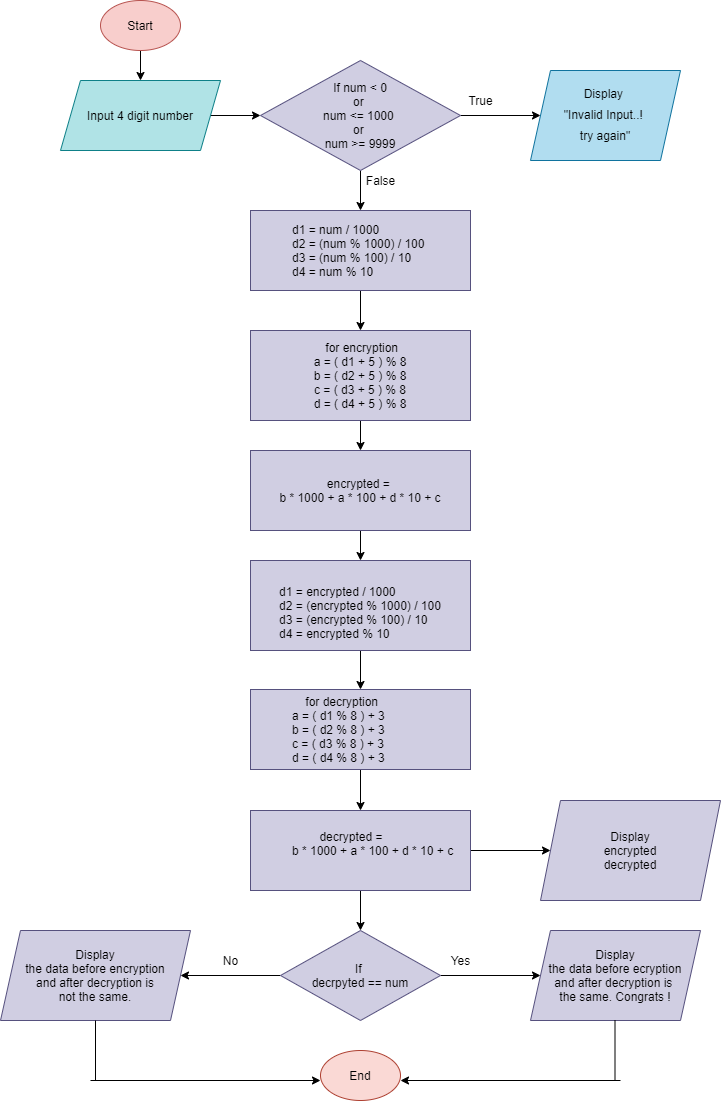 Start
Input 4 digit number
If num < 0
or
num <= 1000
or
num >= 9999
True
Display
"Invalid Input..!
try again"
False
d1 = num / 1000
d2 = (num % 1000) / 100
d3 = (num % 100) / 10
d4 = num % 10
for encryption
a = ( d1 + 5 ) % 8
b = ( d2 + 5 ) % 8
c = ( d3 + 5 ) % 8
d = ( d4 + 5 ) % 8
encrypted =
b * 1000 + a * 100 + d * 10 + c
d1 = encrypted / 1000
d2 = (encrypted % 1000) / 100
d3 = (encrypted % 100) / 10
d4 = encrypted % 10
for decryption
a = ( d1 % 8 ) + 3
b = ( d2 % 8 ) + 3
c = ( d3 % 8 ) + 3
d = ( d4 % 8 ) + 3
decrypted =
b * 1000 + a * 100 + d * 10 + c
Display
encrypted
decrypted
If
decrpyted == num
No
Display
the data before encryption
and after decryption is
not the same.
Yes
Display
the data before ecryption
and after decryption is
the same. Congrats !
End